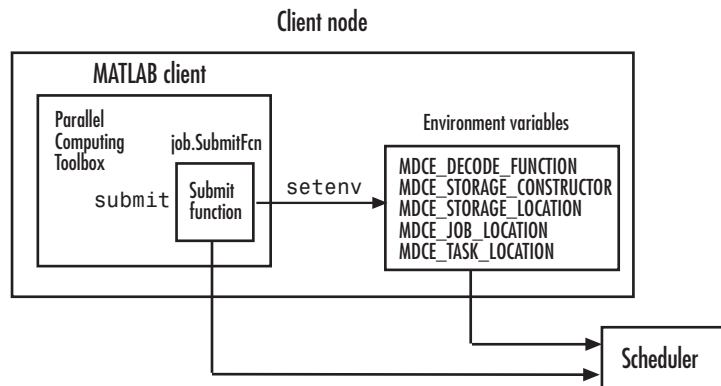 Client node
MATLAB client
Parallel
Computing
Toolbox
job.SubmitFcn
submit
Submit
function
setenv
Environment variables
MDCE_DECODE_FUNCTION
MDCE_STORAGE_CONSTRUCTOR
MDCE_STORAGE_LOCATION
MDCE_JOB_LOCATION
MDCE_TASK_LOCATION
Scheduler